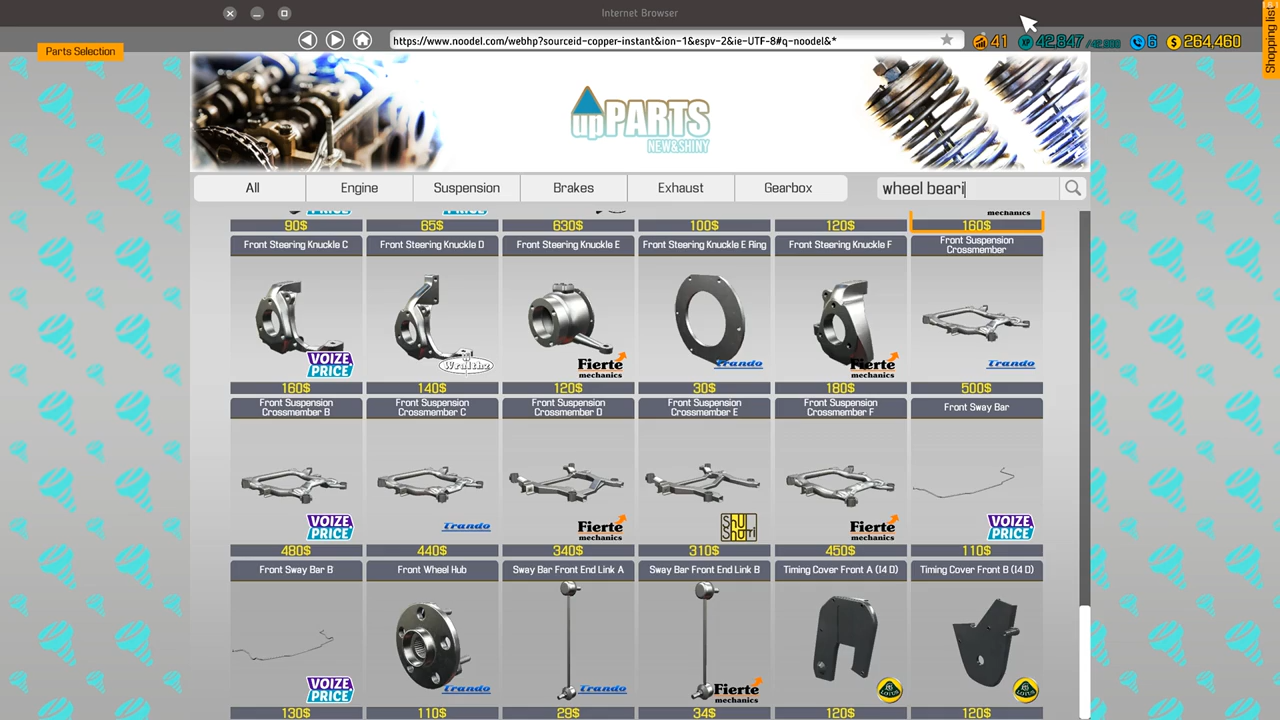 Internet Browser
Parts Selection
https://www.noodel.com/webhp?sourceid-copper-instant&ion-1&espv-2&ie-UTF-8#q-noodel&*
41
XP 42,847
6
$ 264,460
Shopping list
upPARTS
NEW&SHINY
All
Engine
Suspension
Brakes
Exhaust
Gearbox
wheel beari
mechanics
90$
65$
630$
100$
120$
160$
Front Steering Knuckle C
Front Steering Knuckle D
Front Steering Knuckle E
Front Steering Knuckle E Ring
Front Steering Knuckle F
Front Suspension
Crossmember
VOIZE
PRICE
Fierte
mechanics
Trando
Fierte
mechanics
Trando
160$
140$
120$
30$
180$
500$
Front Suspension
Crossmember B
Front Suspension
Crossmember C
Front Suspension
Crossmember D
Front Suspension
Crossmember E
Front Suspension
Crossmember F
Front Sway Bar
VOIZE
PRICE
Trando
Fierte
mechanics
Fierte
mechanics
VOIZE
PRICE
480$
440$
340$
310$
450$
110$
Front Sway Bar B
Front Wheel Hub
Sway Bar Front End Link A
Sway Bar Front End Link B
Timing Cover Front A (I4 D)
Timing Cover Front B (I4 D)
VOIZE
PRICE
Trando
Trando
Fierte
mechanics
LOTUS
LOTUS
130$
110$
29$
34$
120$
120$